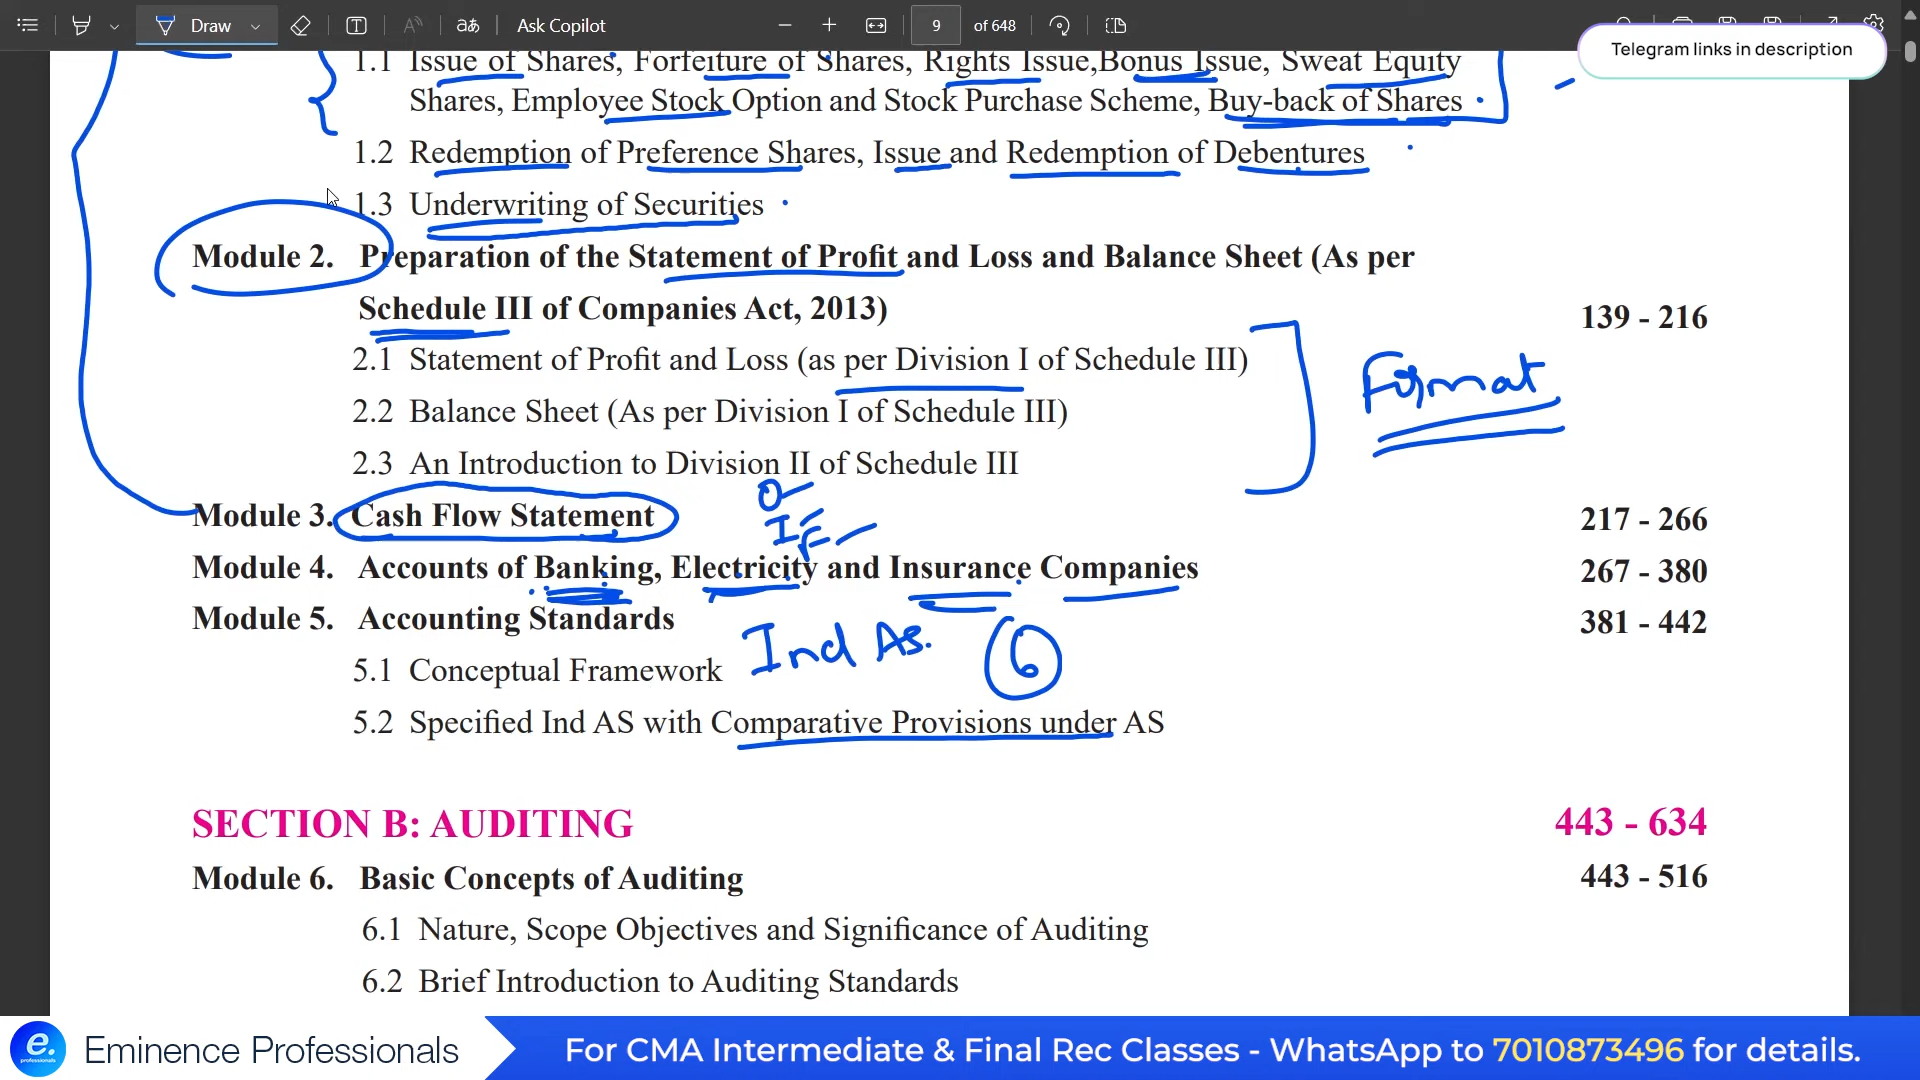 Draw
aあ
Ask Copilot
9
of 648
Telegram links in description
1.1 Issue of Shares, Forfeiture of Shares, Rights Issue,Bonus Issue, Sweat Equity
Shares, Employee Stock Option and Stock Purchase Scheme, Buy-back of Shares
1.2 Redemption of Preference Shares, Issue and Redemption of Debentures
1.3 Underwriting of Securities
Module 2. Preparation of the Statement of Profit and Loss and Balance Sheet (As per
Schedule III of Companies Act, 2013) 139 - 216
2.1 Statement of Profit and Loss (as per Division I of Schedule III)
Format
2.2 Balance Sheet (As per Division I of Schedule III)
2.3 An Introduction to Division II of Schedule III
O
I
F
Module 3. Cash Flow Statement 217 - 266
Module 4. Accounts of Banking, Electricity and Insurance Companies 267 - 380
Module 5. Accounting Standards 381 - 442
Ind As. 6
5.1 Conceptual Framework
5.2 Specified Ind AS with Comparative Provisions under AS
SECTION B: AUDITING 443 - 634
Module 6. Basic Concepts of Auditing 443 - 516
6.1 Nature, Scope Objectives and Significance of Auditing
6.2 Brief Introduction to Auditing Standards
e.
professionals
Eminence Professionals
For CMA Intermediate & Final Rec Classes - WhatsApp to 7010873496 for details.